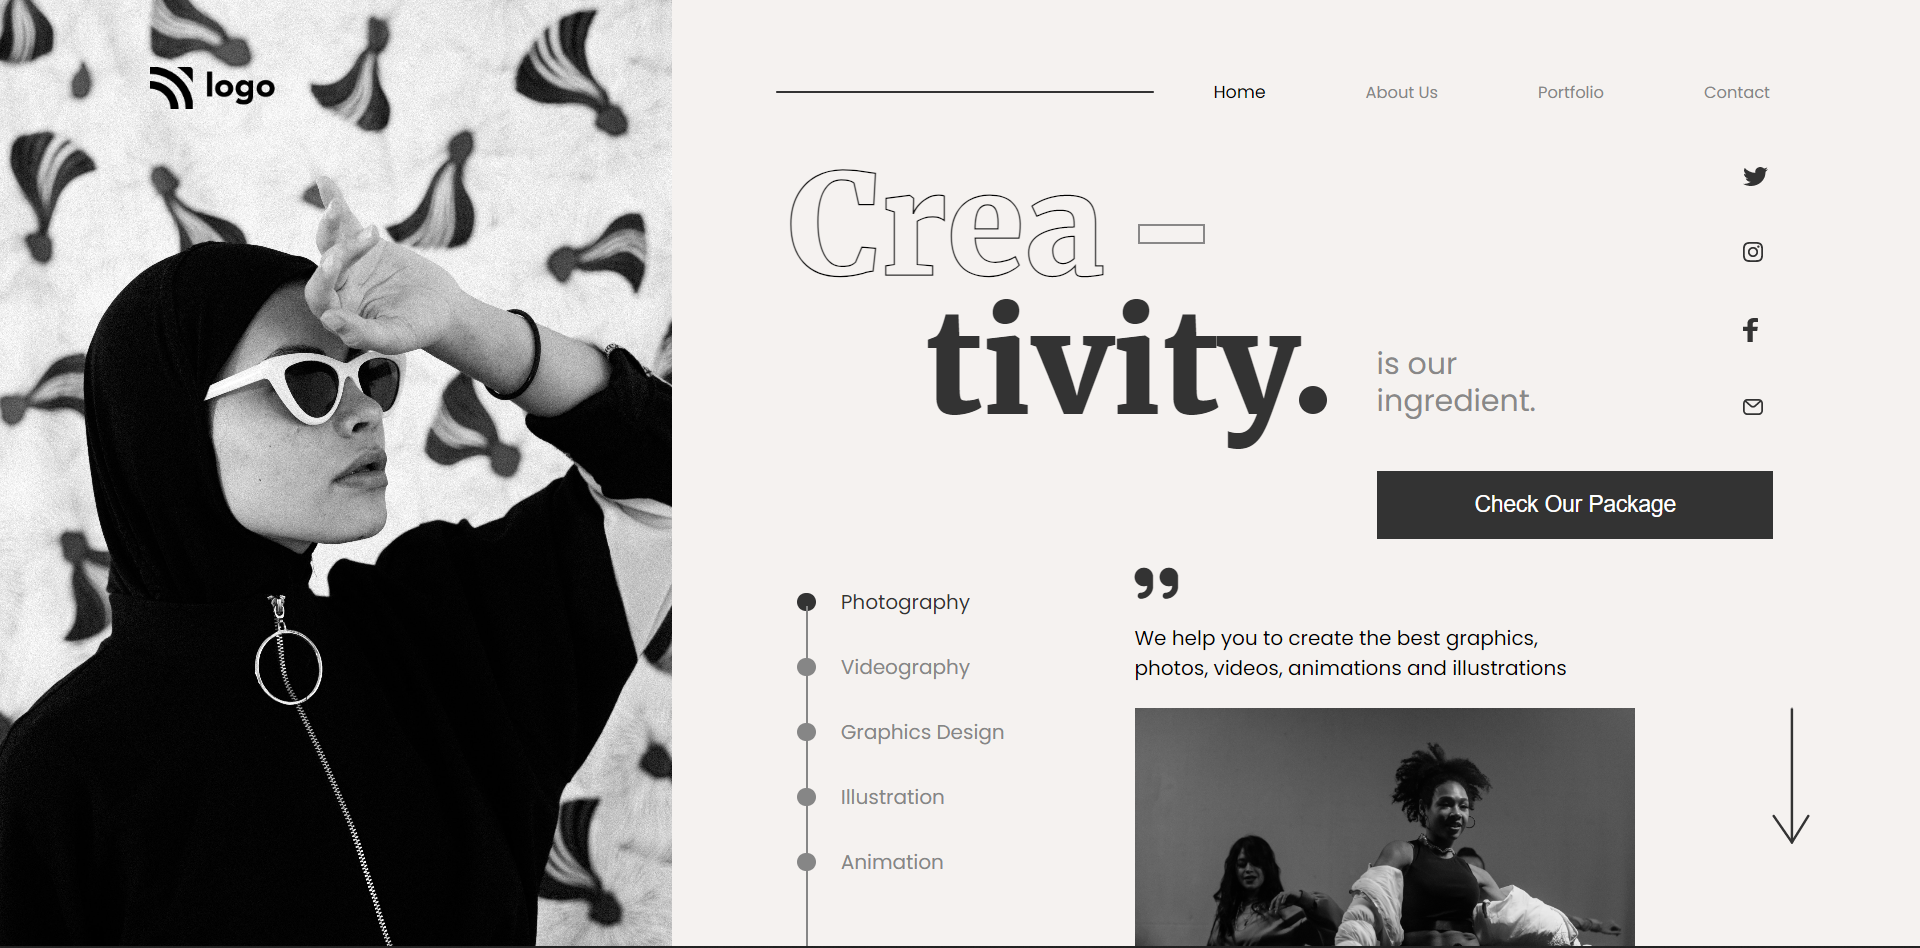 logo
Home
About Us
Portfolio
Contact
Crea –
tivity.
is our
ingredient.
Check Our Package
Photography
Videography
Graphics Design
Illustration
Animation
”
We help you to create the best graphics,
photos, videos, animations and illustrations